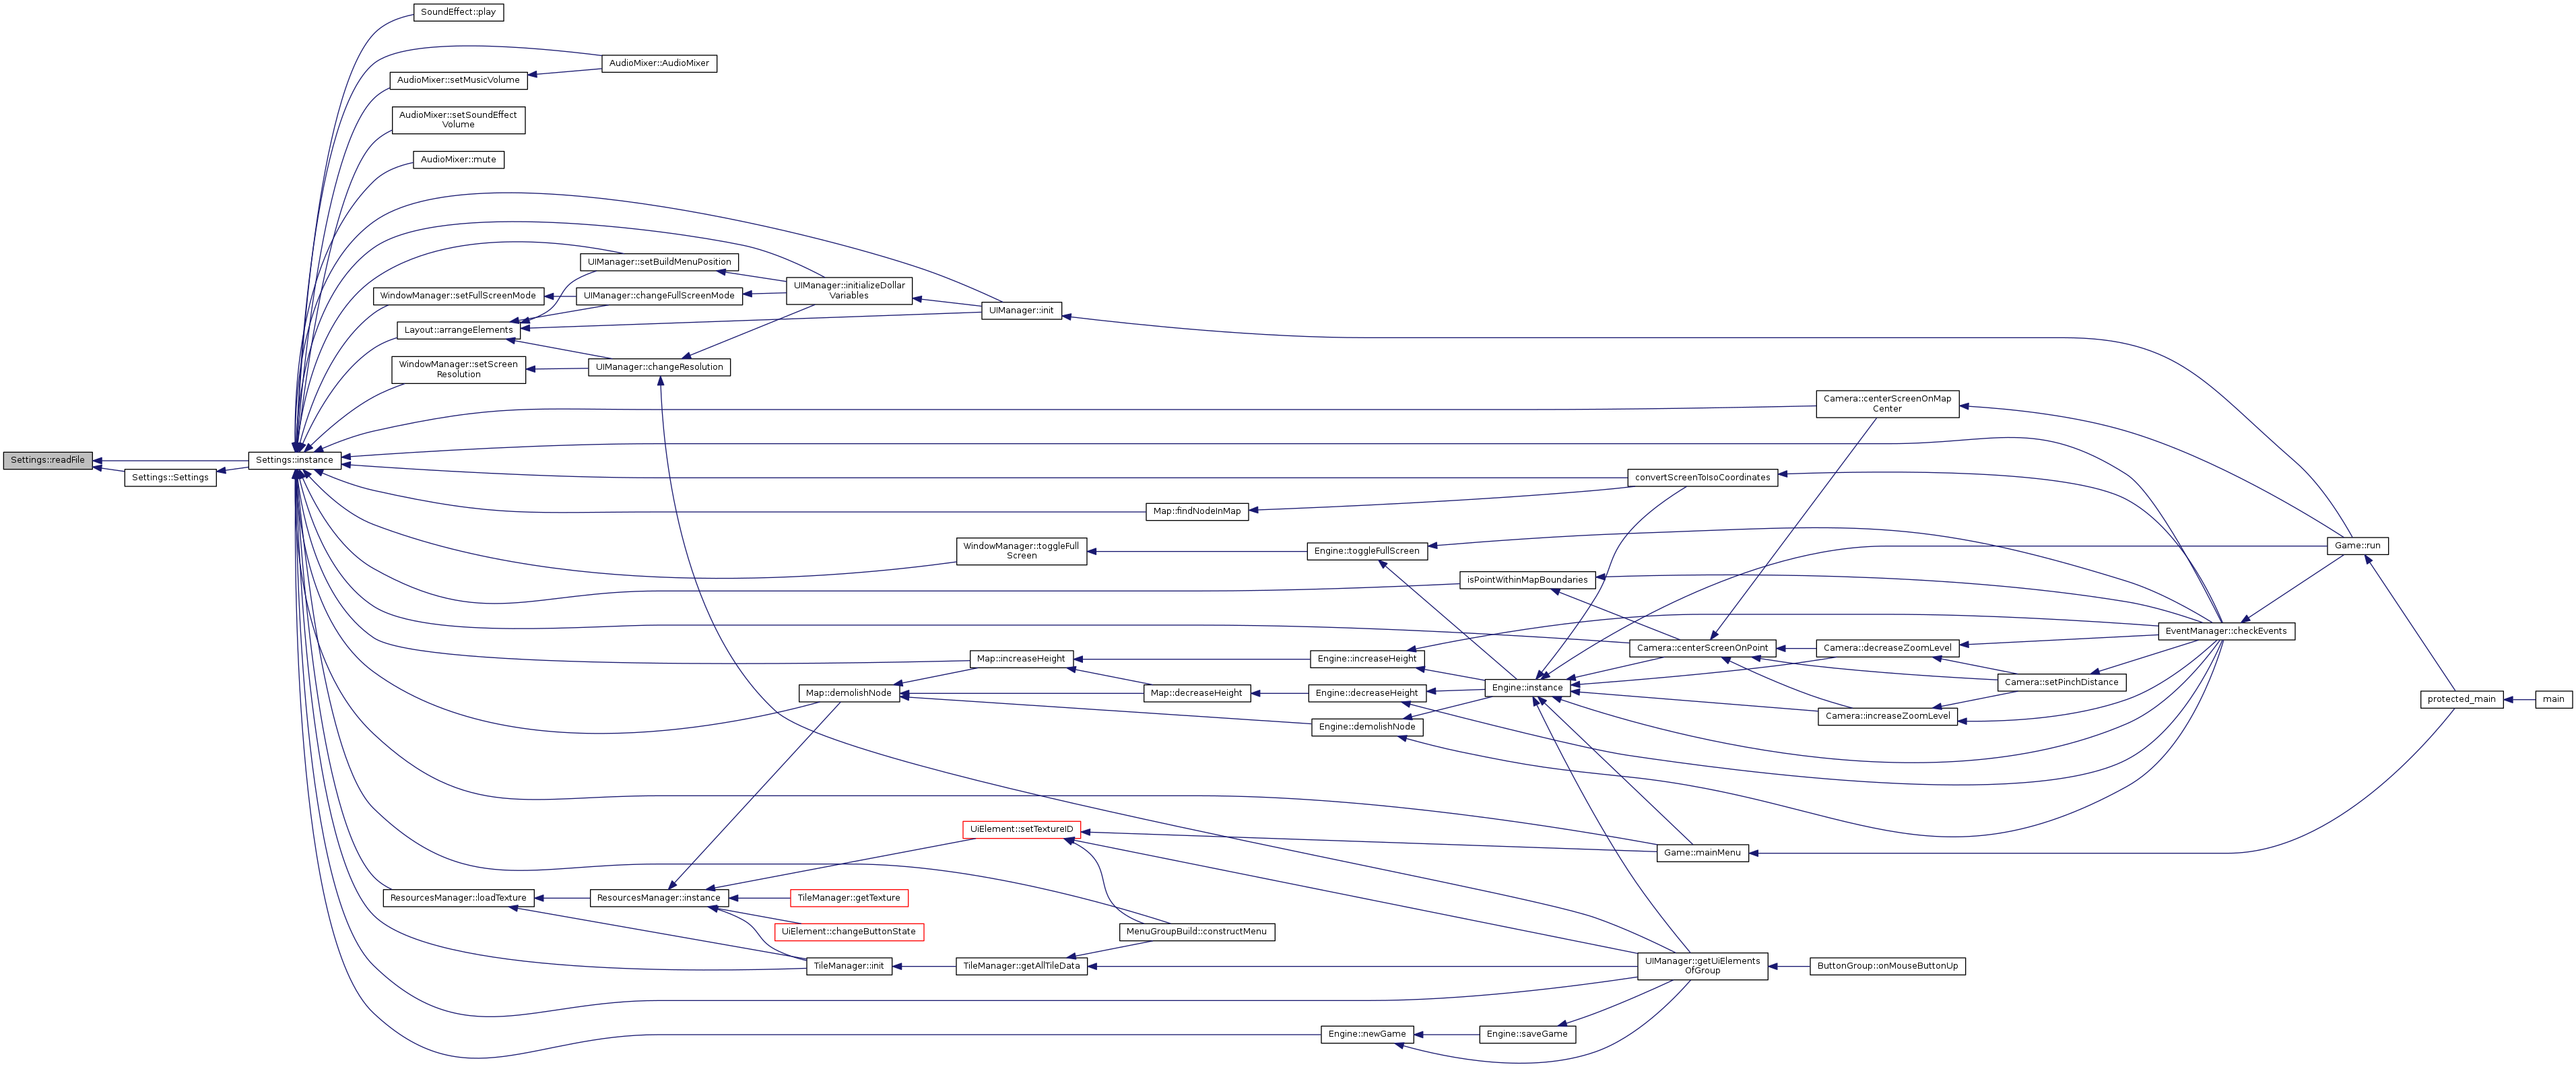 SoundEffect::play
AudioMixer::AudioMixer
AudioMixer::setMusicVolume
AudioMixer::setSoundEffect
Volume
AudioMixer::mute
UIManager::setBuildMenuPosition
UIManager::initializeDollar
Variables
WindowManager::setFullScreenMode
UIManager::changeFullScreenMode
UIManager::init
Layout::arrangeElements
WindowManager::setScreen
Resolution
UIManager::changeResolution
Camera::centerScreenOnMap
Center
Settings::readFile
Settings::instance
Settings::Settings
convertScreenToIsoCoordinates
Map::findNodeInMap
WindowManager::toggleFull
Screen
Engine::toggleFullScreen
Game::run
isPointWithinMapBoundaries
EventManager::checkEvents
Camera::centerScreenOnPoint
Camera::decreaseZoomLevel
Map::increaseHeight
Engine::increaseHeight
Camera::setPinchDistance
Map::demolishNode
Map::decreaseHeight
Engine::decreaseHeight
Engine::instance
protected_main
main
Camera::increaseZoomLevel
Engine::demolishNode
UiElement::setTextureID
Game::mainMenu
ResourcesManager::loadTexture
ResourcesManager::instance
TileManager::getTexture
UiElement::changeButtonState
MenuGroupBuild::constructMenu
TileManager::init
TileManager::getAllTileData
UIManager::getUiElements
OfGroup
ButtonGroup::onMouseButtonUp
Engine::newGame
Engine::saveGame